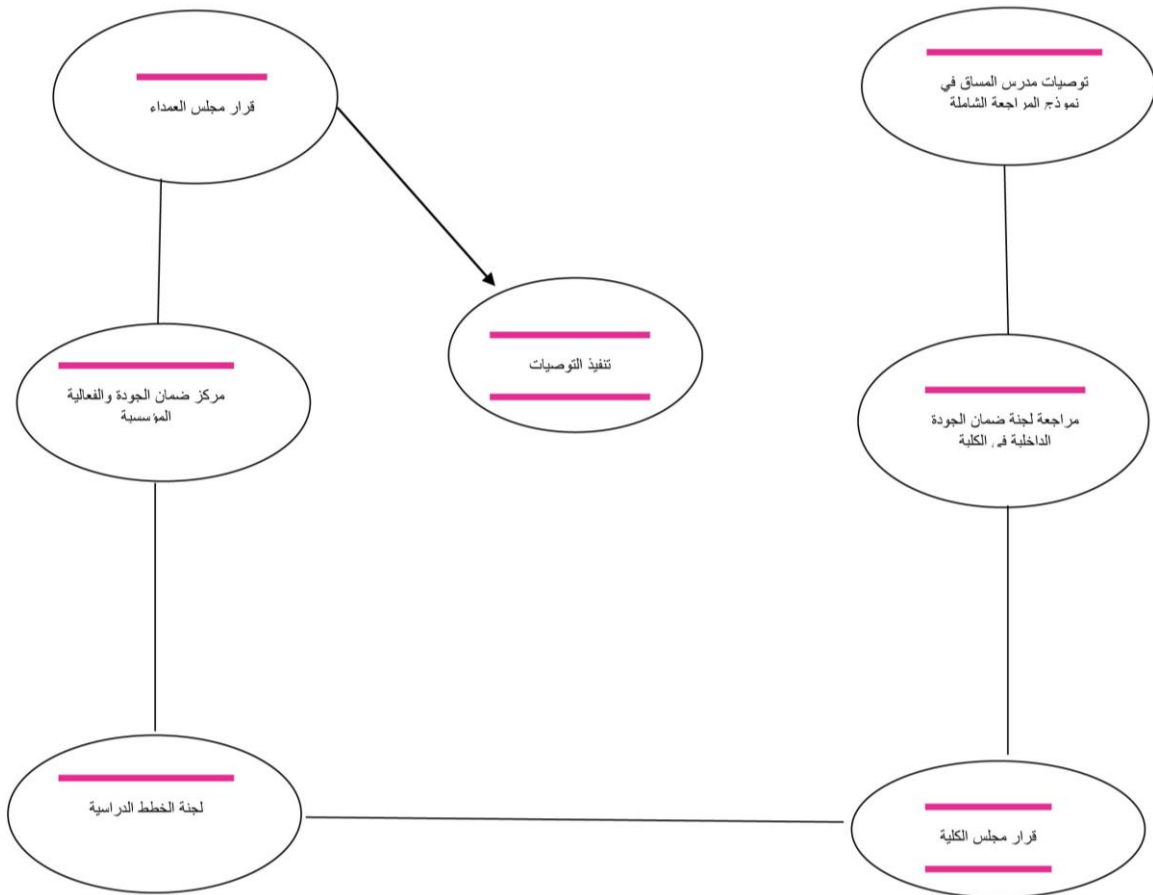 توصيات مدرس المساق في
نموذج المراجعة الشاملة
قرار مجلس العمداء
تنفيذ التوصيات
مراجعة لجنة ضمان الجودة
الداخلية في الكلية
مركز ضمان الجودة والفعالية
المؤسسية
قرار مجلس الكلية
لجنة الخطط الدراسية